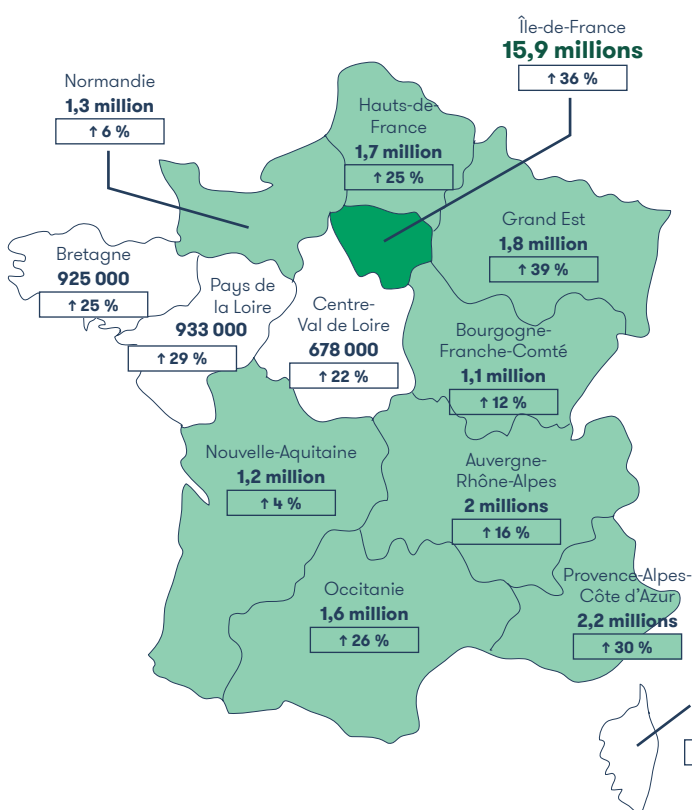 Île-de-France
15,9 millions
↑ 36 %
Normandie
1,3 million
↑ 6 %
Hauts-de-
France
1,7 million
↑ 25 %
Grand Est
1,8 million
↑ 39 %
Bretagne
925 000
↑ 25 %
Pays de
la Loire
933 000
↑ 29 %
Centre-
Val de Loire
678 000
↑ 22 %
Bourgogne-
Franche-Comté
1,1 million
↑ 12 %
Nouvelle-Aquitaine
1,2 million
↑ 4 %
Auvergne-
Rhône-Alpes
2 millions
↑ 16 %
Occitanie
1,6 million
↑ 26 %
Provence-Alpes-
Côte d’Azur
2,2 millions
↑ 30 %